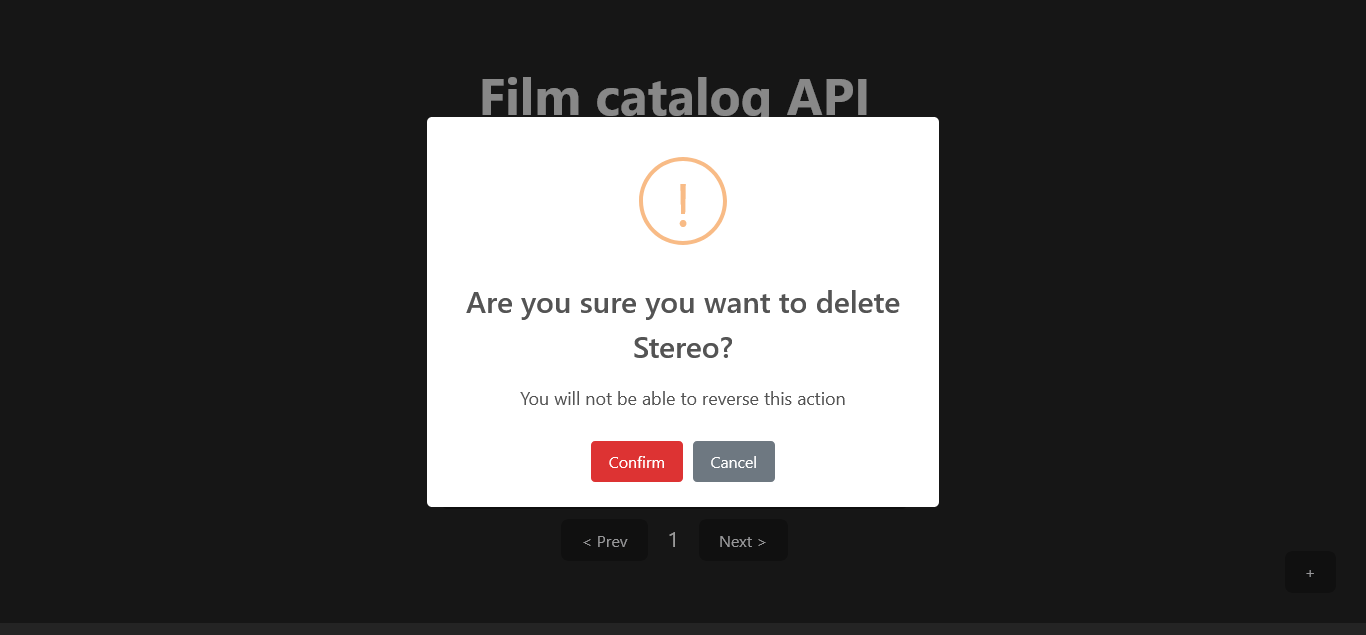 Film catalog API
!
Are you sure you want to delete
Stereo?
You will not be able to reverse this action
Confirm Cancel
< Prev 1 Next >
+